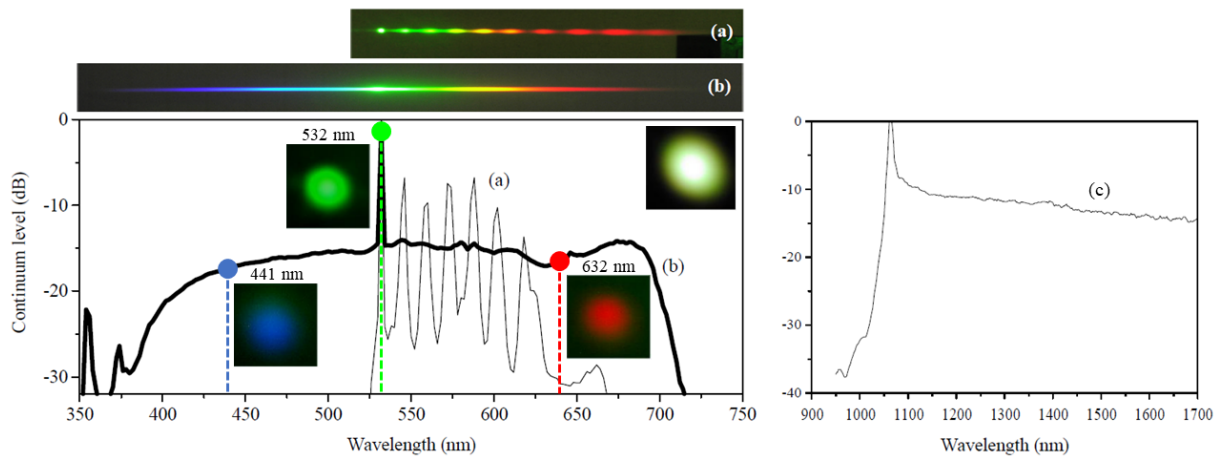 (a)
(b)
0
-10
-20
-30
Continuum level (dB)
532 nm
(a)
(b)
441 nm
632 nm
350 400 450 500 550 600 650 700 750
Wavelength (nm)
0
-10
-20
-30
-40
(c)
900 1000 1100 1200 1300 1400 1500 1600 1700
Wavelength (nm)